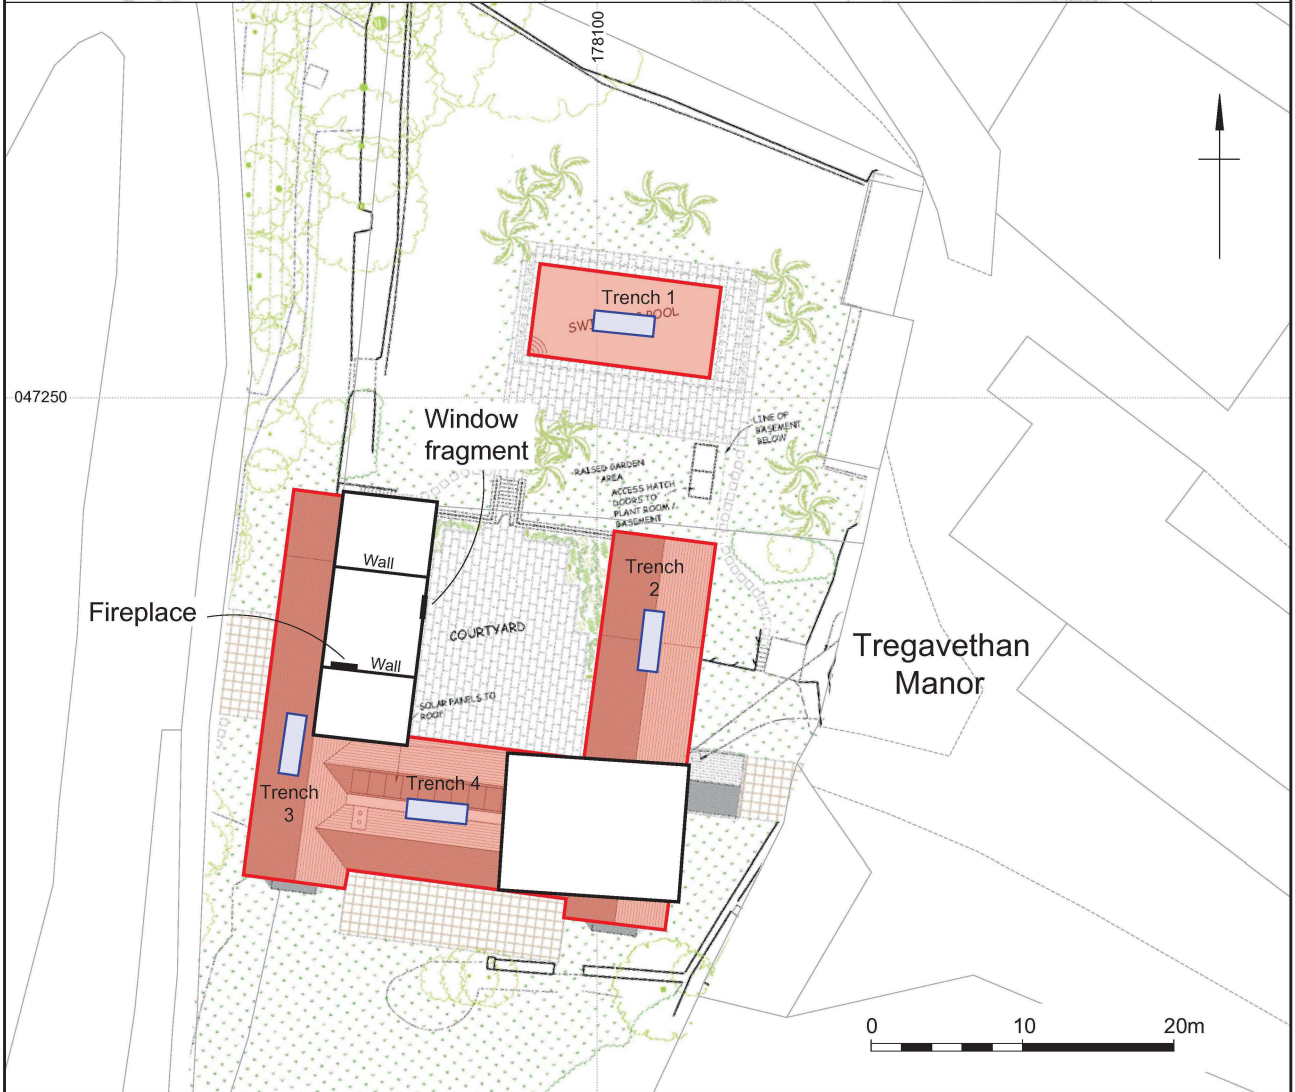 178100
Trench 1
POOL
047250
Window
fragment
LINE OF
BASEMENT
BELOW
RAISED GARDEN
AREA
ACCESS HATCH
DOORS TO
PLANT ROOM /
BASEMENT
Wall
Trench
2
Fireplace
COURTYARD
Tregavethan
Manor
Wall
SOLAR PANELS TO
ROOF
Trench 4
Trench
3
0 10 20m